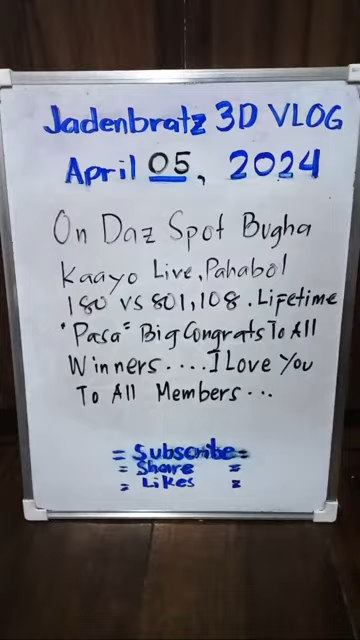 Jadenbratz 3D VLOG
April 05, 2024
On Daz Spot Bugha
Kaayo Live, Pahabol
180 VS 801,108. Lifetime
"Pasa" Big Congrats To All
Winners.... I Love You
To All Members...
= Subscribe =
= Share =
= Likes =